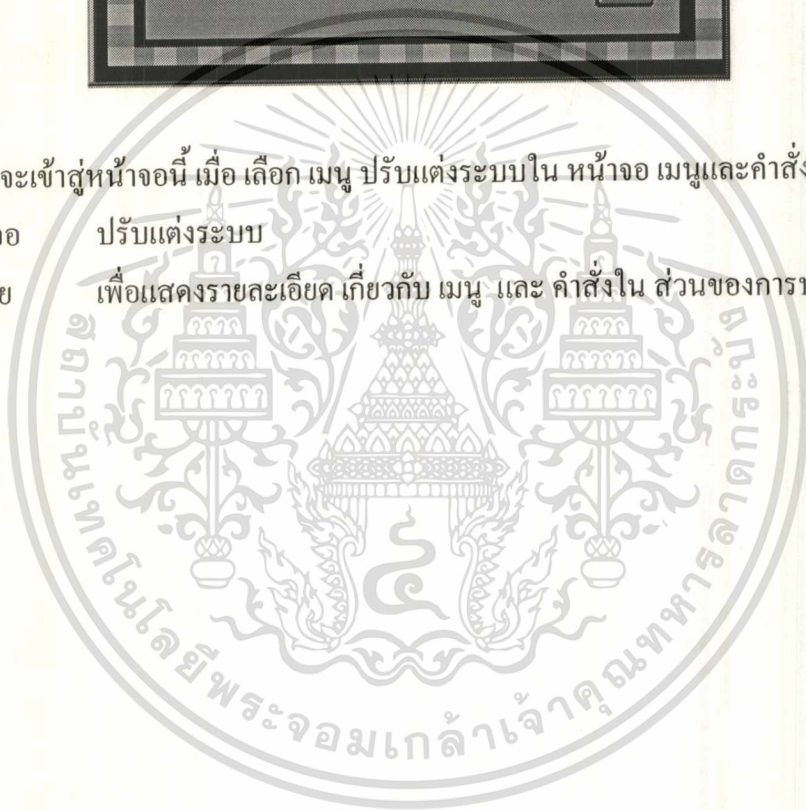 จะเข้าสู่หน้าจอนี้ เมื่อ เลือก เมนู ปรับแต่งระบบใน หน้าจอ เมนูและคำสั่ง
อ ปรับแต่งระบบ
ย เพื่อแสดงรายละเอียด เกี่ยวกับ เมนู และ คำสั่งใน ส่วนของการ
สถาบันเทคโนโลยีพระจอมเกล้าเจ้าคุณทหารลาดกระบัง